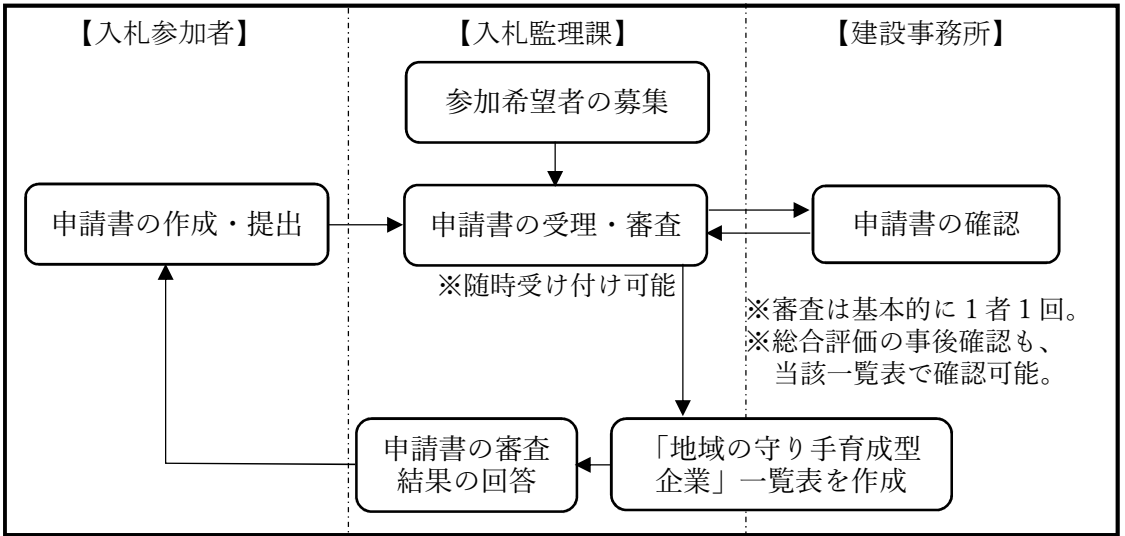 【入札参加者】
【入札監理課】
【建設事務所】
参加希望者の募集
申請書の作成・提出
申請書の受理・審査
申請書の確認
※随時受け付け可能
※審査は基本的に１者１回。
※総合評価の事後確認も、
当該一覧表で確認可能。
申請書の審査
結果の回答
「地域の守り手育成型
企業」一覧表を作成